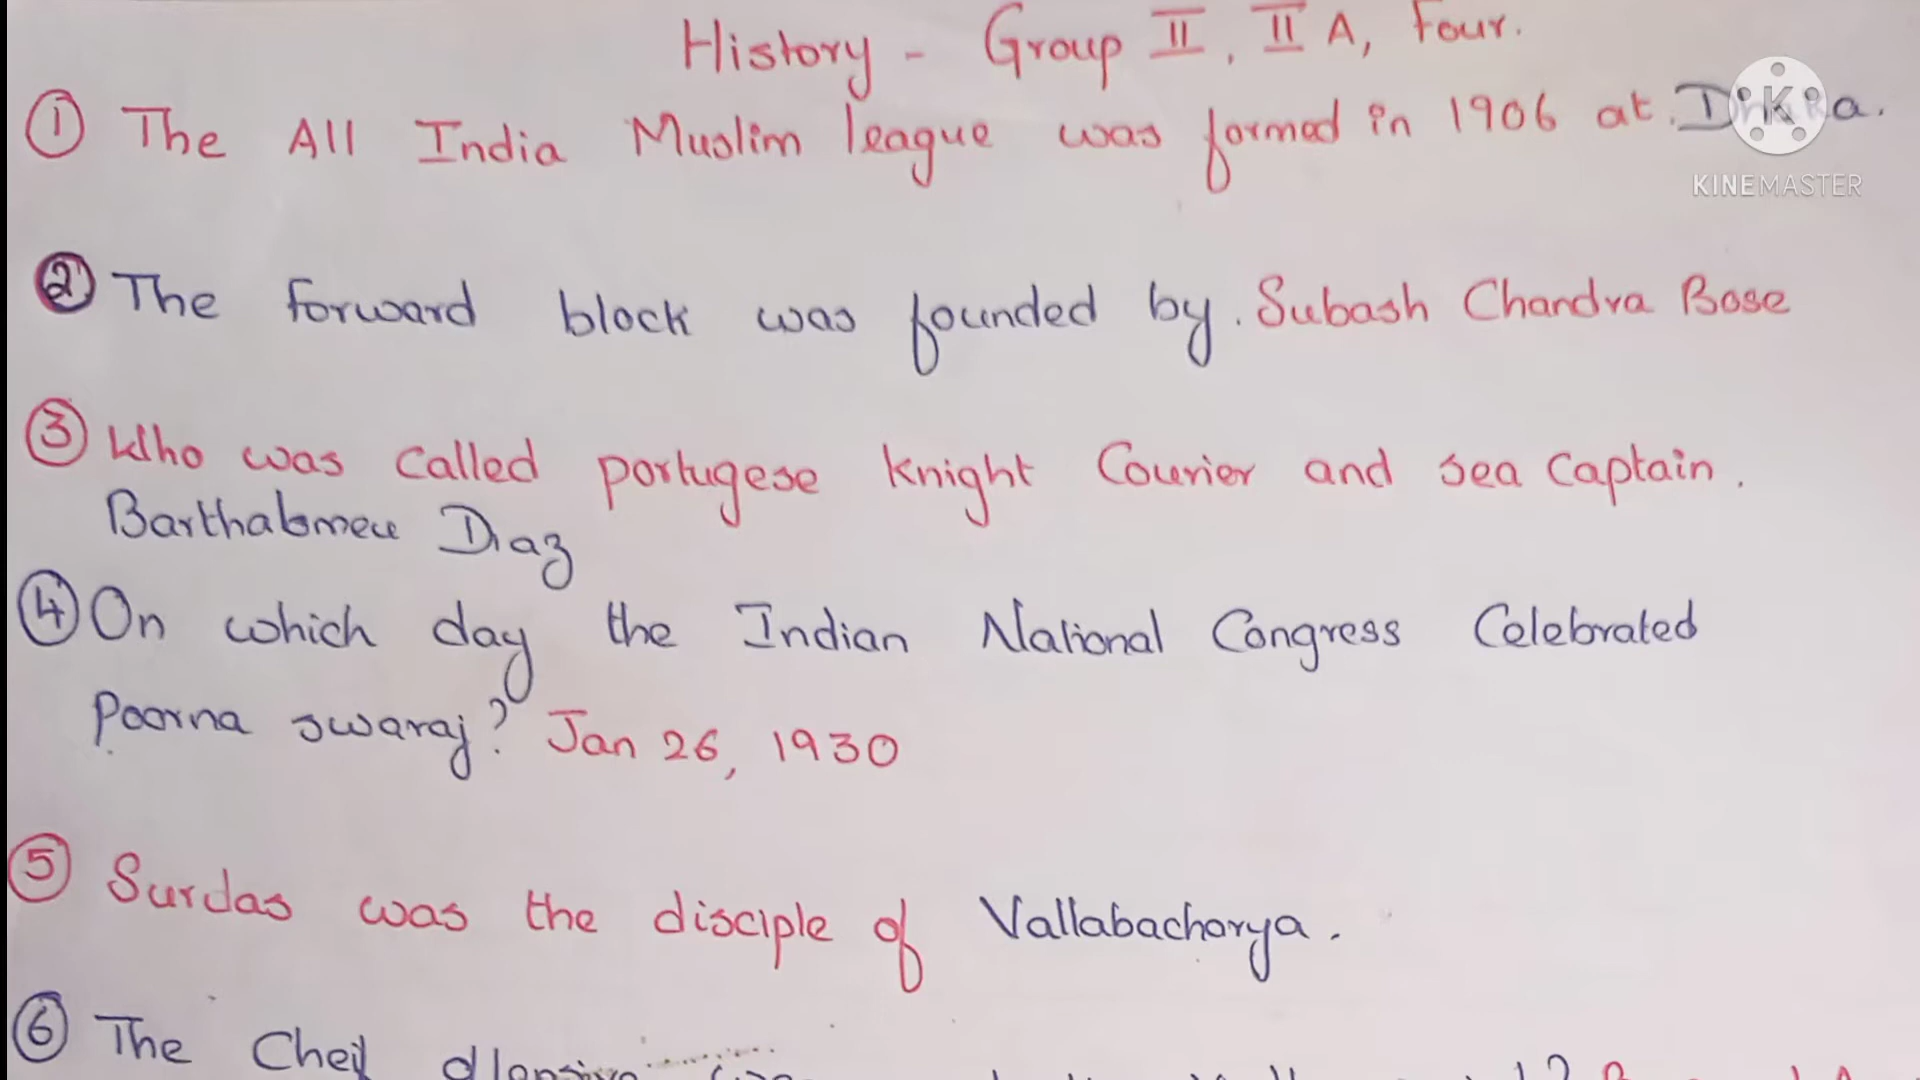 History - Group II, II A, Four.
① The All India Muslim league was formed in 1906 at. Dhaka.
KINEMASTER
② The forward block was founded by. Subash Chandra Bose
③ Who was called portugese knight Courier and sea Captain.
Barthabmew Diaz
④ On which day the Indian National Congress Celebrated
Poorna swaraj? Jan 26, 1930
⑤ Surdas was the disciple of Vallabacharya.
⑥ The Cheif